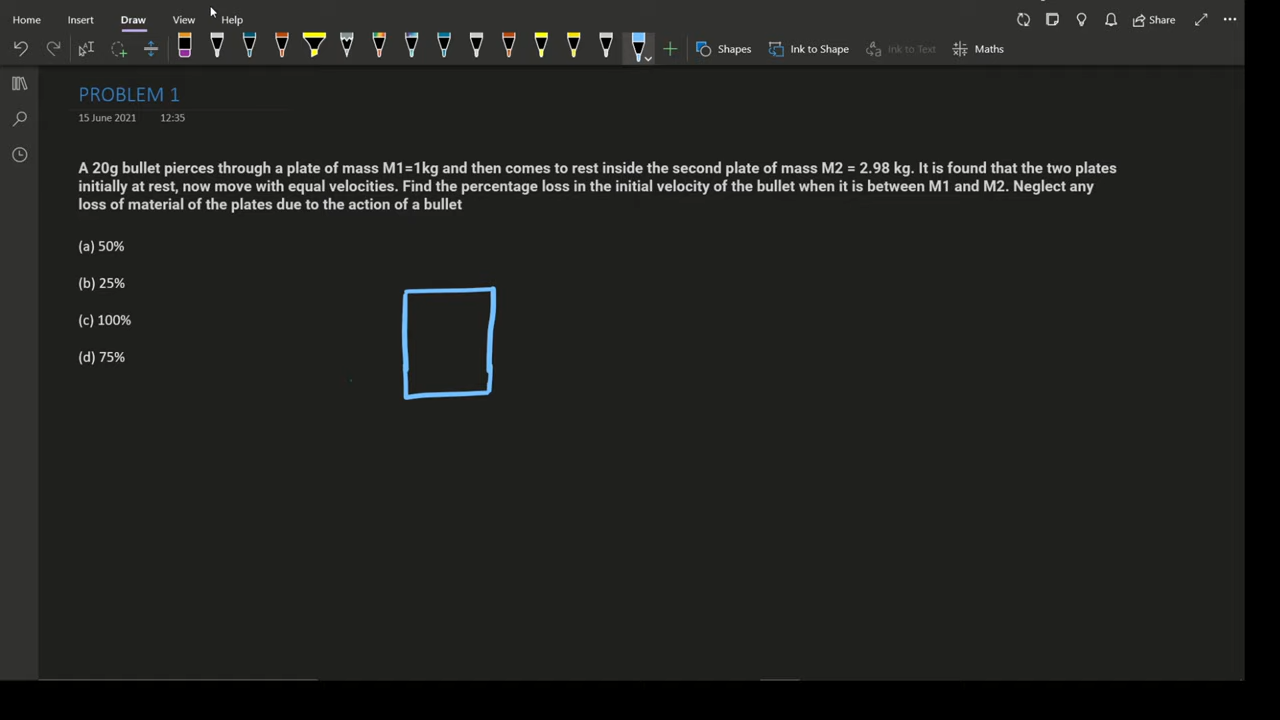 Home Insert Draw View Help Share
Shapes Ink to Shape Ink to Text Maths
PROBLEM 1
15 June 2021 12:35
A 20g bullet pierces through a plate of mass M1=1kg and then comes to rest inside the second plate of mass M2 = 2.98 kg. It is found that the two plates
initially at rest, now move with equal velocities. Find the percentage loss in the initial velocity of the bullet when it is between M1 and M2. Neglect any
loss of material of the plates due to the action of a bullet
(a) 50%
(b) 25%
(c) 100%
(d) 75%